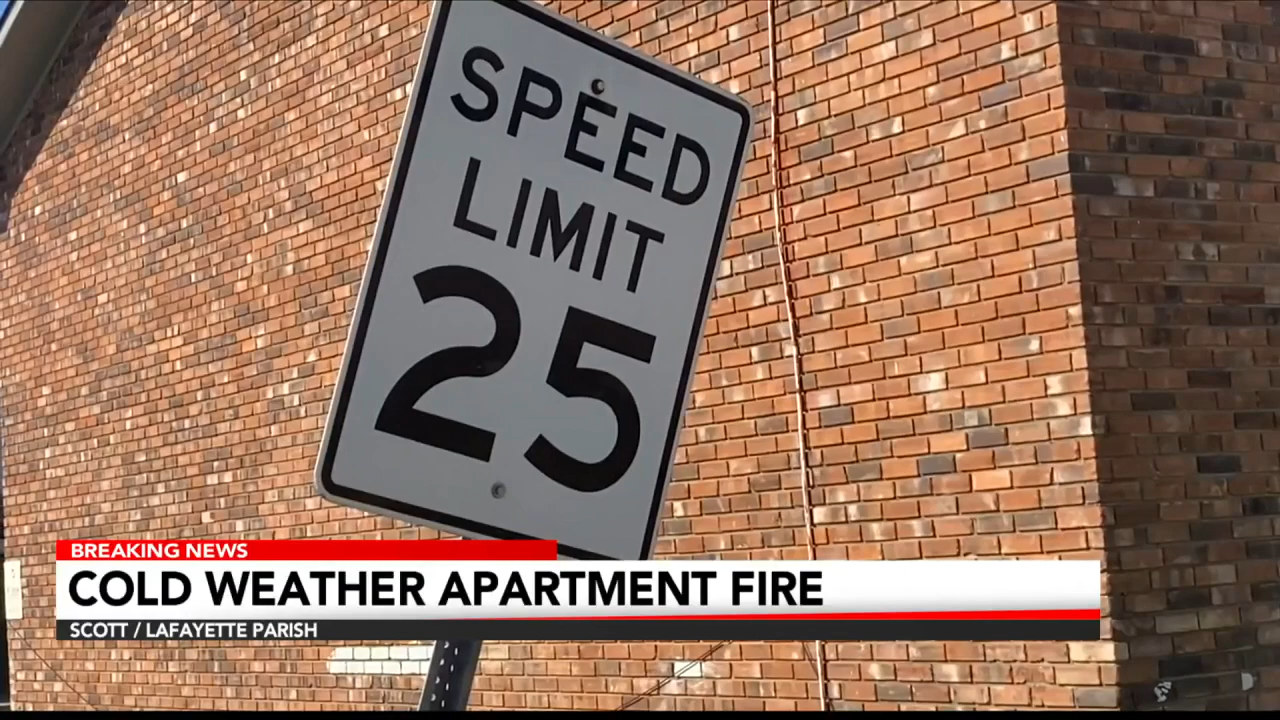 SPEED
LIMIT
25
BREAKING NEWS
COLD WEATHER APARTMENT FIRE
SCOTT / LAFAYETTE PARISH